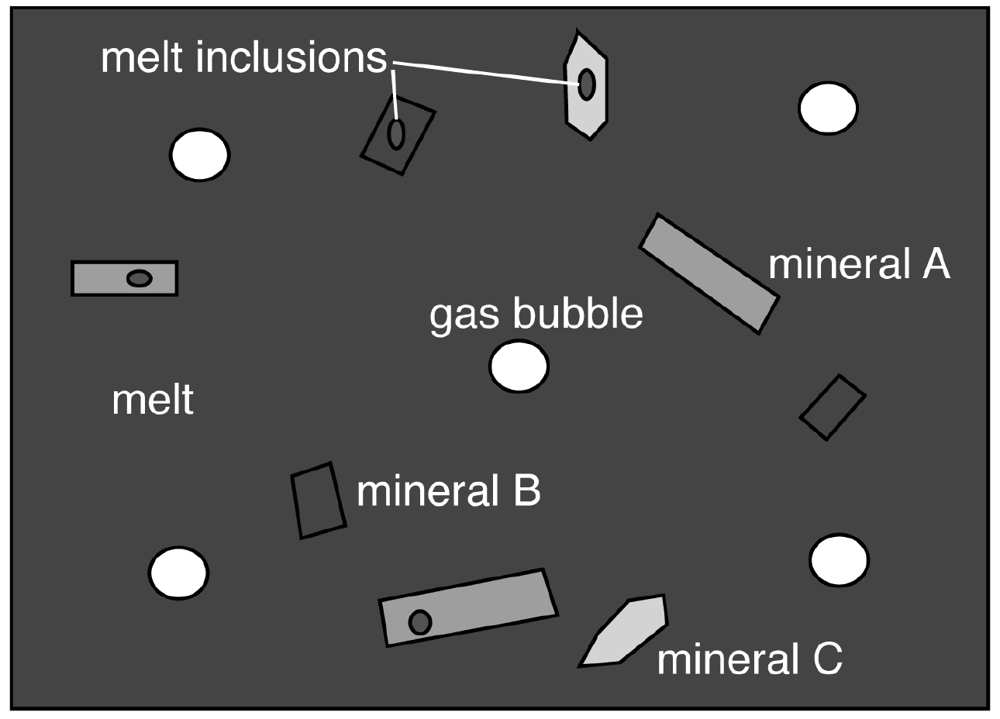 melt inclusions
mineral A
gas bubble
melt
mineral B
mineral C